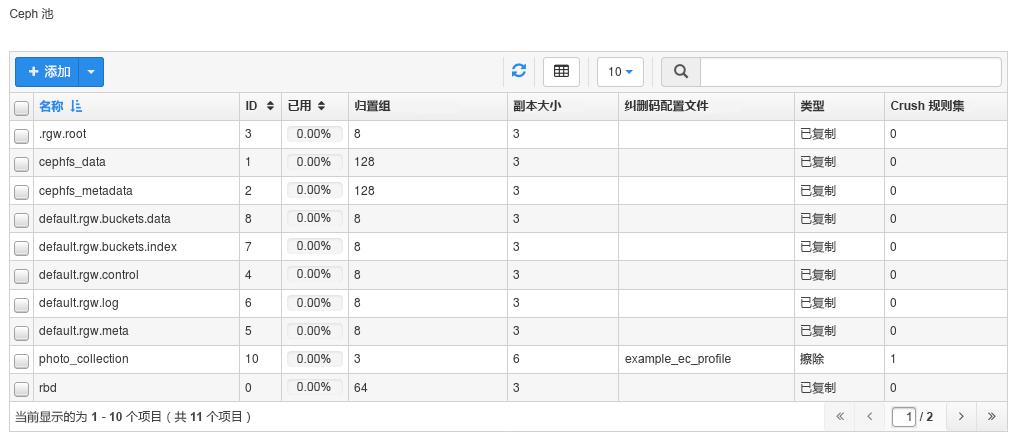 Ceph 池
添加 10
名称 ID 已用 归置组 副本大小 纠删码配置文件 类型 Crush 规则集
.rgw.root 3 0.00% 8 3 已复制 0
cephfs_data 1 0.00% 128 3 已复制 0
cephfs_metadata 2 0.00% 128 3 已复制 0
default.rgw.buckets.data 8 0.00% 8 3 已复制 0
default.rgw.buckets.index 7 0.00% 8 3 已复制 0
default.rgw.control 4 0.00% 8 3 已复制 0
default.rgw.log 6 0.00% 8 3 已复制 0
default.rgw.meta 5 0.00% 8 3 已复制 0
photo_collection 10 0.00% 3 6 example_ec_profile 擦除 1
rbd 0 0.00% 64 3 已复制 0
当前显示的为 1 - 10 个项目（共 11 个项目） « ‹ 1 / 2 › »